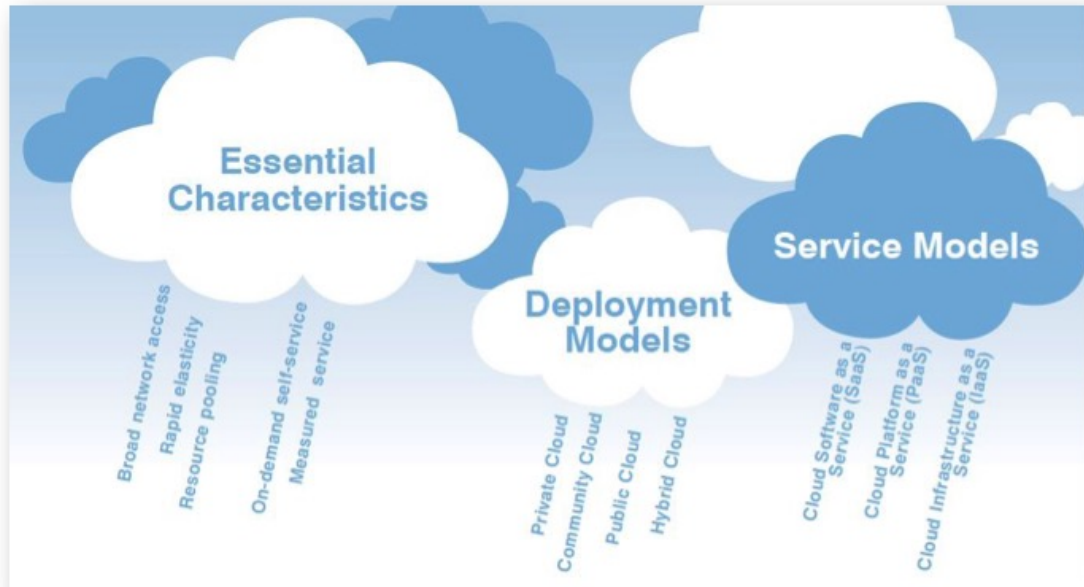 Essential
Characteristics
Broad network access
Rapid elasticity
Resource pooling
On-demand self-service
Measured service
Deployment
Models
Private Cloud
Community Cloud
Public Cloud
Hybrid Cloud
Service Models
Cloud Software as a
Service (SaaS)
Cloud Platform as a
Service (PaaS)
Cloud Infrastructure as a
Service (IaaS)